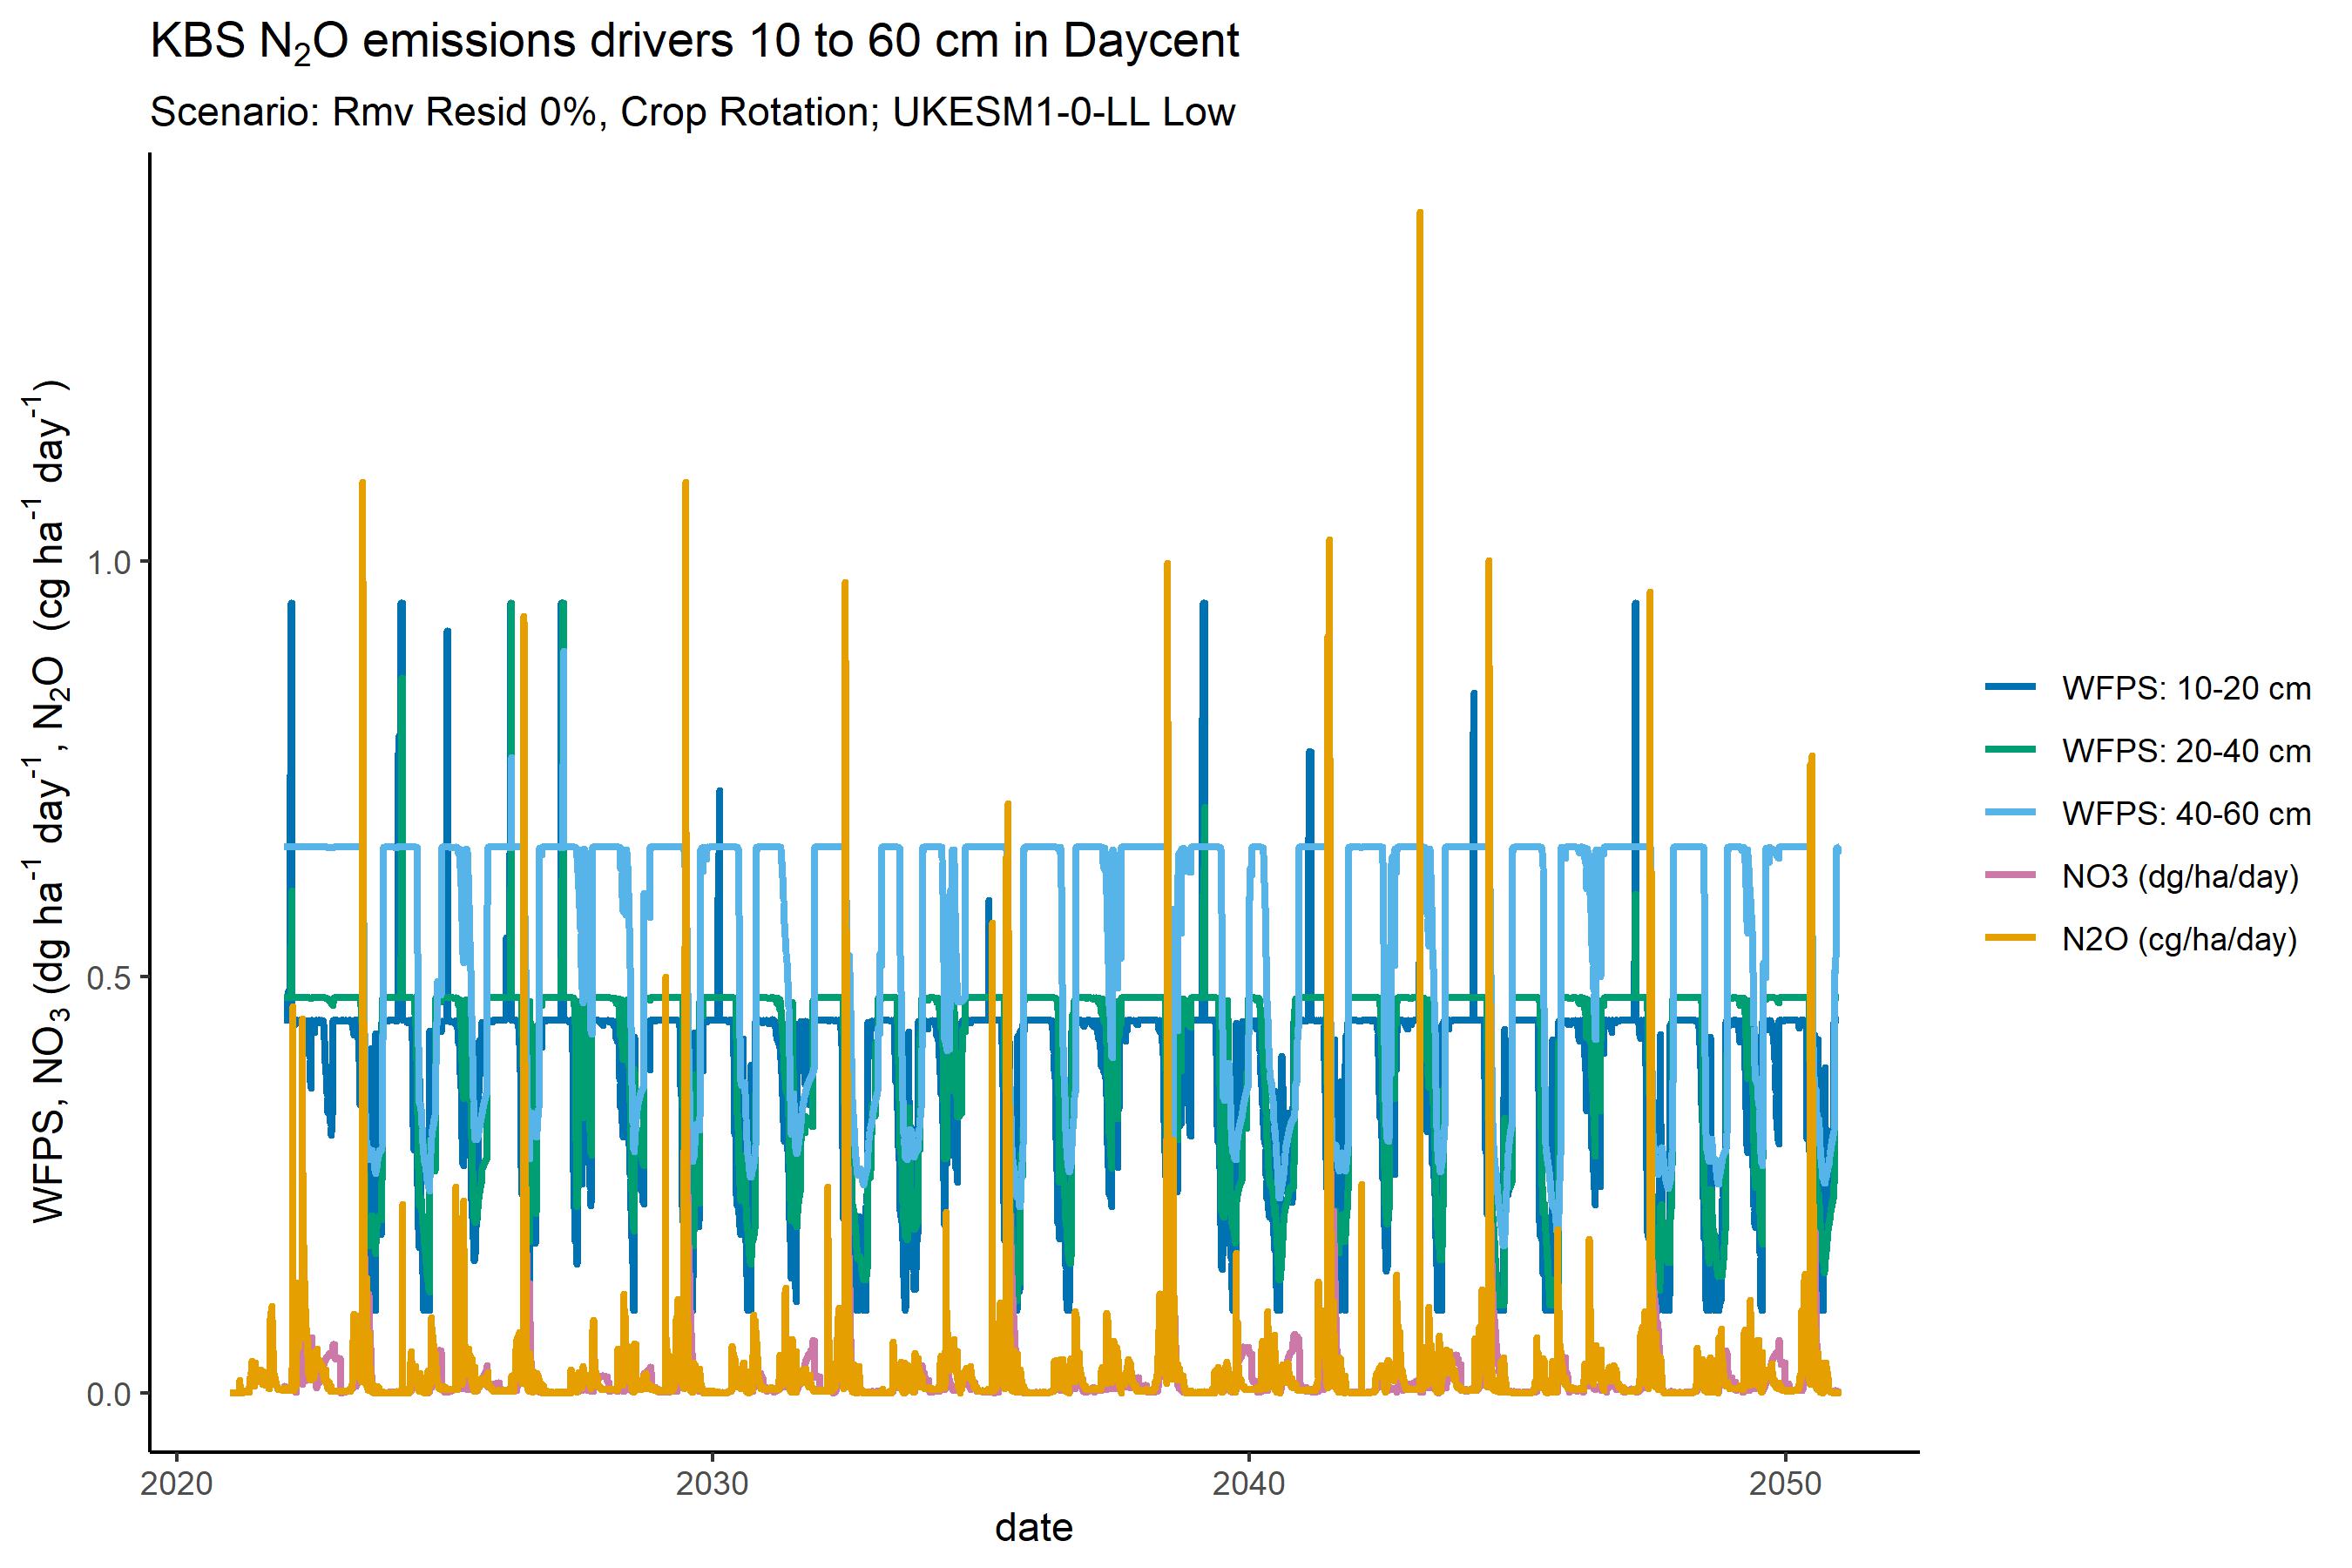 KBS N₂O emissions drivers 10 to 60 cm in Daycent
Scenario: Rmv Resid 0%, Crop Rotation; UKESM1-0-LL Low
WFPS, NO₃ (dg ha⁻¹ day⁻¹, N₂O (cg ha⁻¹ day⁻¹)
1.0
0.5
0.0
2020
2030
2040
2050
date
WFPS: 10-20 cm
WFPS: 20-40 cm
WFPS: 40-60 cm
NO3 (dg/ha/day)
N2O (cg/ha/day)